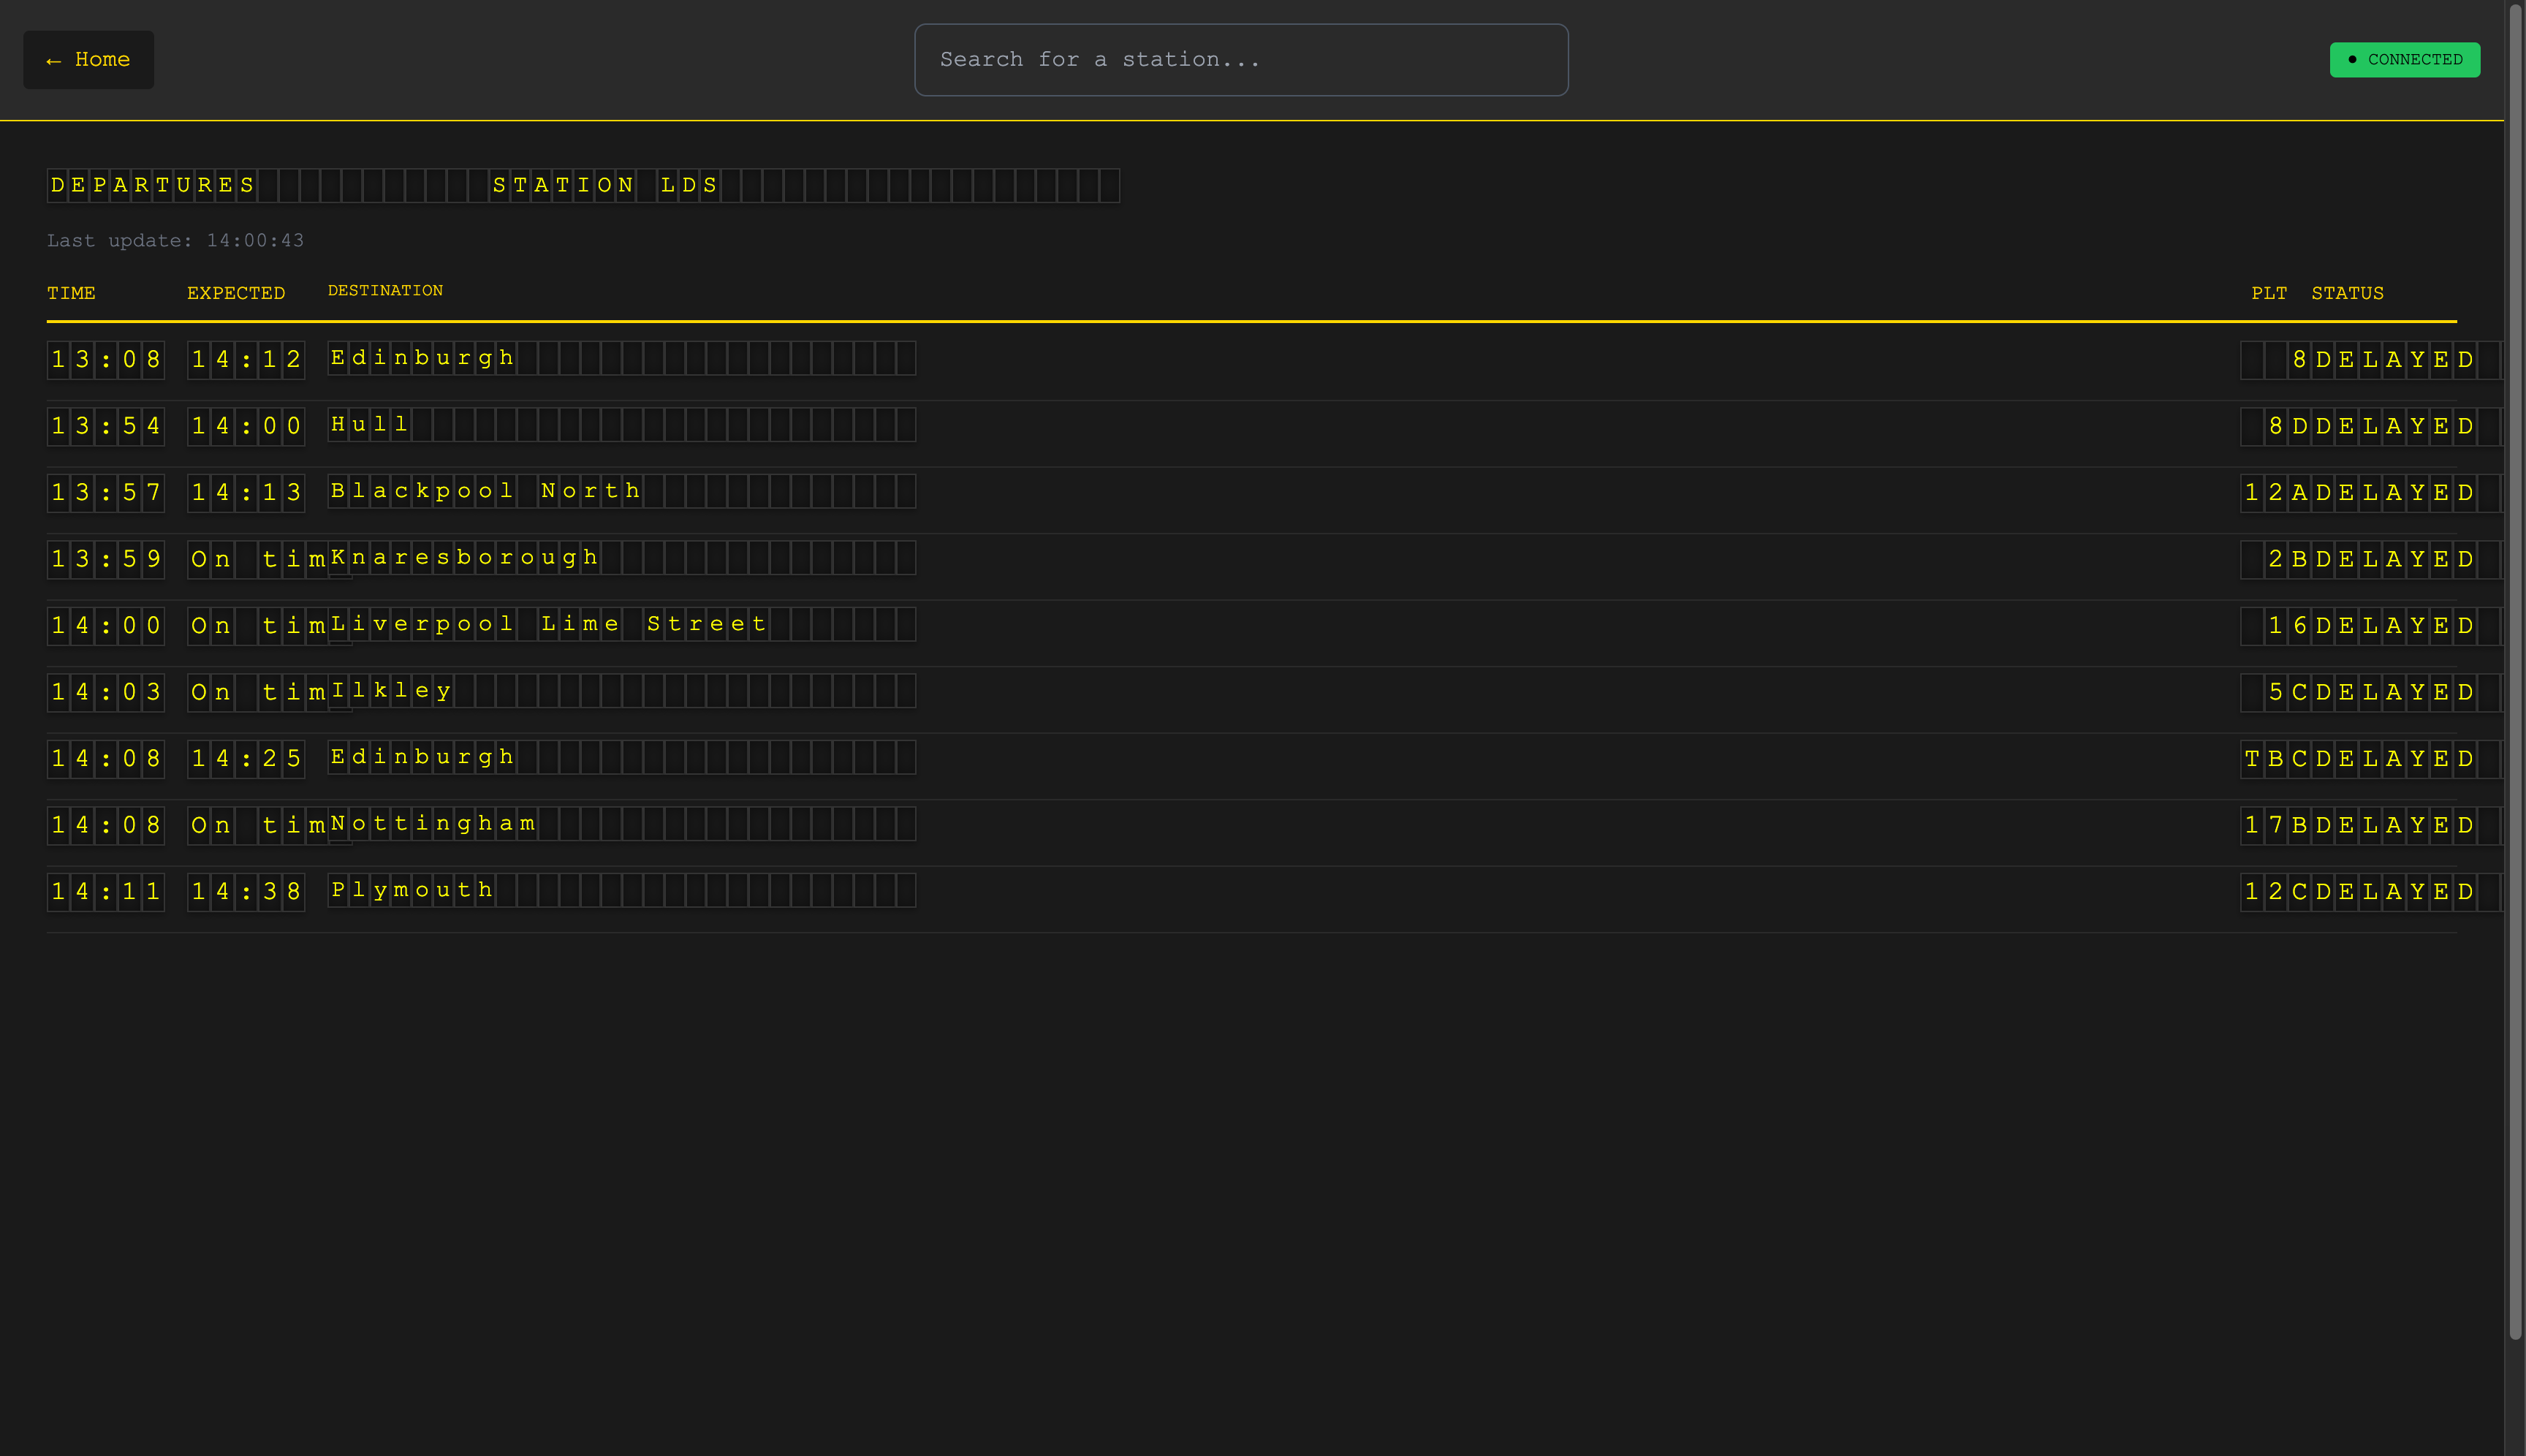 ← Home
Search for a station...
● CONNECTED
DEPARTURES STATION LDS
Last update: 14:00:43
TIME EXPECTED DESTINATION PLT STATUS
13:08 14:12 Edinburgh 8 DELAYED
13:54 14:00 Hull 8D DELAYED
13:57 14:13 Blackpool North 12A DELAYED
13:59 On tim Knaresborough 2B DELAYED
14:00 On tim Liverpool Lime Street 16 DELAYED
14:03 On tim Ilkley 5C DELAYED
14:08 14:25 Edinburgh TBC DELAYED
14:08 On tim Nottingham 17B DELAYED
14:11 14:38 Plymouth 12C DELAYED